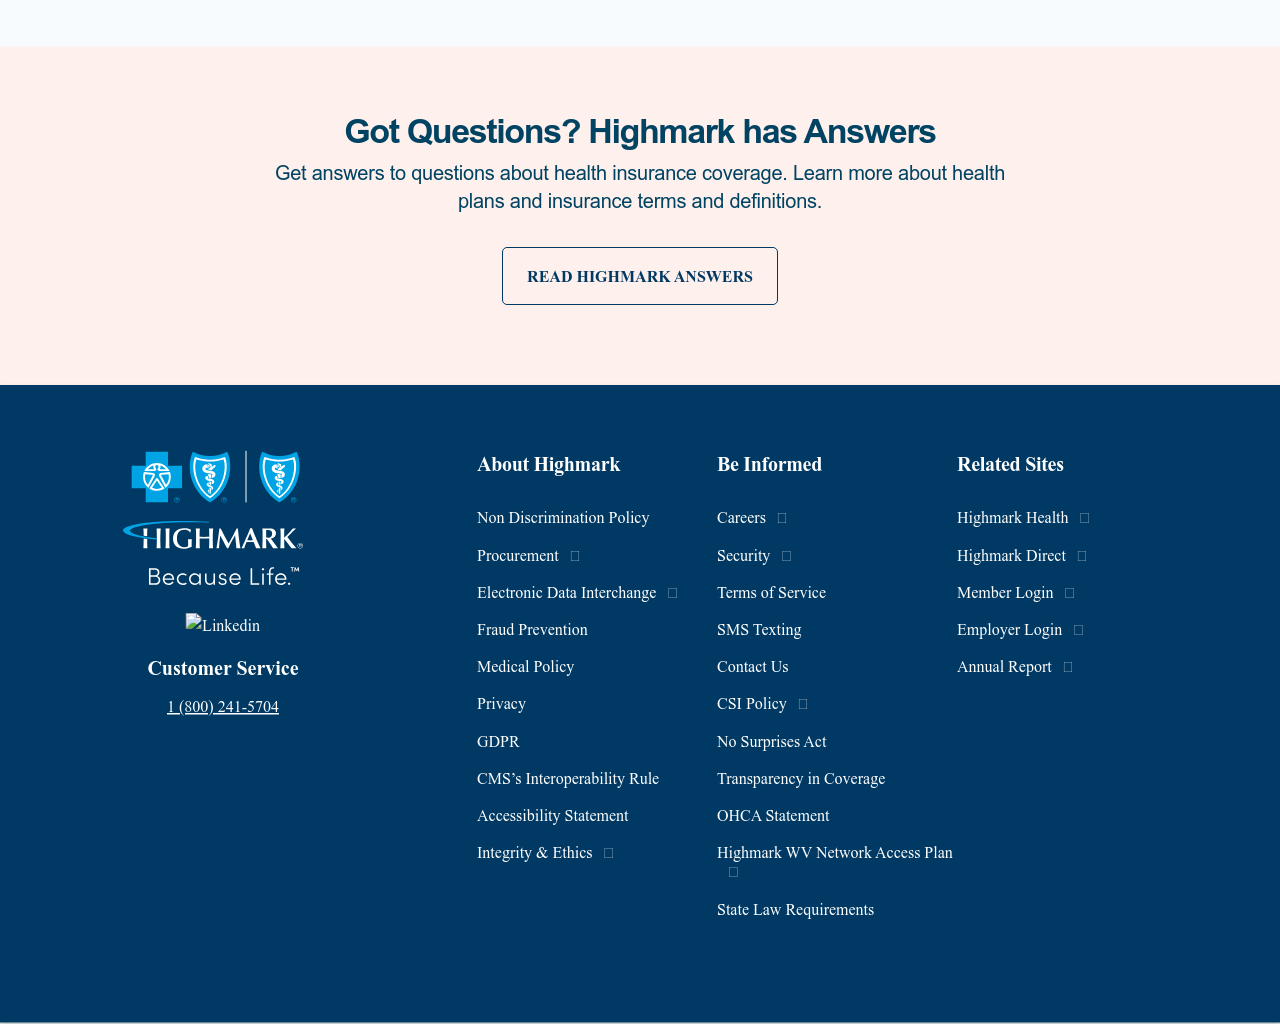 Got Questions? Highmark has Answers
Get answers to questions about health insurance coverage. Learn more about health
plans and insurance terms and definitions.
READ HIGHMARK ANSWERS
HIGHMARK®
Because Life.™
Linkedin
Customer Service
1 (800) 241-5704
About Highmark
Non Discrimination Policy
Procurement
Electronic Data Interchange
Fraud Prevention
Medical Policy
Privacy
GDPR
CMS’s Interoperability Rule
Accessibility Statement
Integrity & Ethics
Be Informed
Careers
Security
Terms of Service
SMS Texting
Contact Us
CSI Policy
No Surprises Act
Transparency in Coverage
OHCA Statement
Highmark WV Network Access Plan
State Law Requirements
Related Sites
Highmark Health
Highmark Direct
Member Login
Employer Login
Annual Report